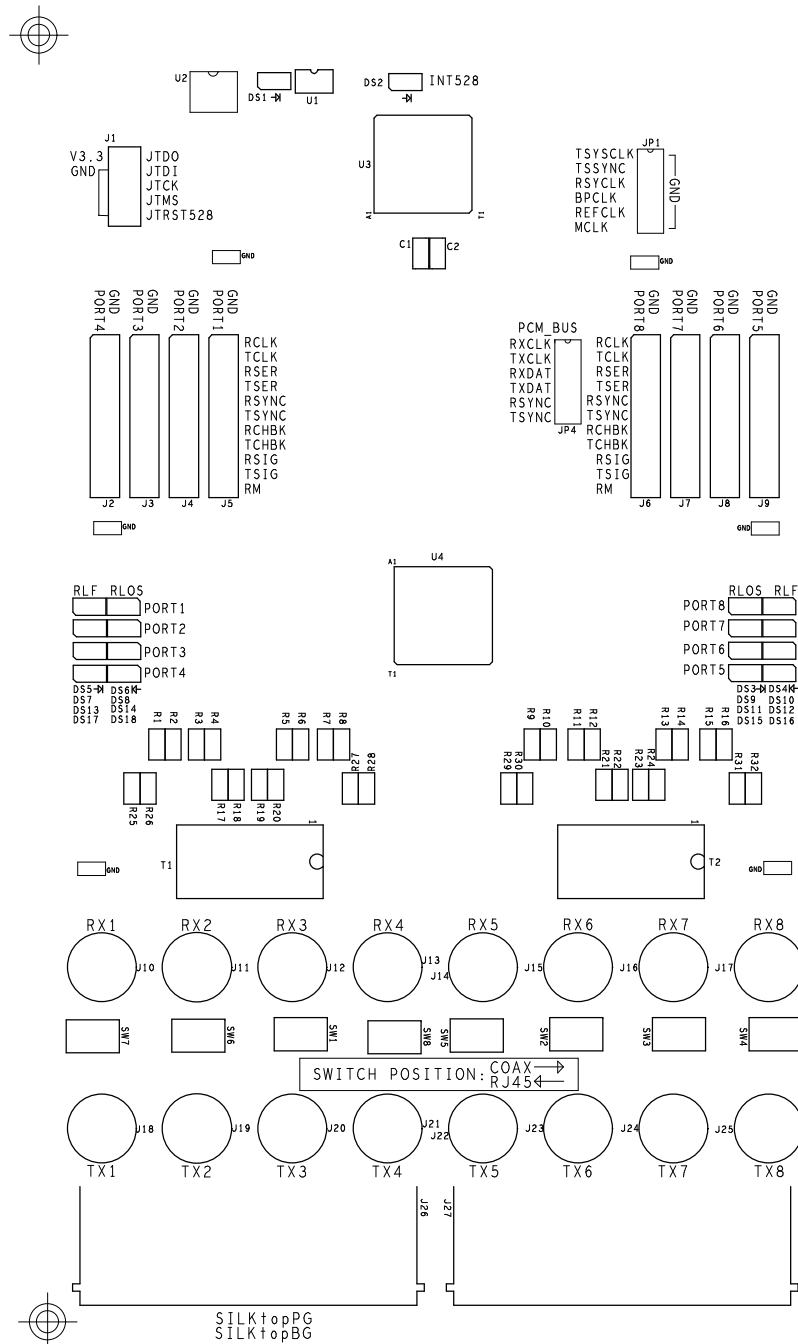 U2
DS1
U1
DS2
INT528
J1
V3.3
GND
JTDO
JTDI
JTCK
JTMS
JTRST528
U3
A1
T1
JP1
TSYSCLK
TSSYNC
RSYCLK
BPCLK
REFCLK
MCLK
GND
C1
C2
GND
GND
GND
PORT4
GND
PORT3
GND
PORT2
GND
PORT1
RCLK
TCLK
RSER
TSER
RSYNC
TSYNC
RCHBK
TCHBK
RSIG
TSIG
RM
J2
J3
J4
J5
PCM_BUS
RXCLK
TXCLK
RXDAT
TXDAT
RSYNC
TSYNC
JP4
GND
PORT8
GND
PORT7
GND
PORT6
GND
PORT5
RCLK
TCLK
RSER
TSER
RSYNC
TSYNC
RCHBK
TCHBK
RSIG
TSIG
RM
J6
J7
J8
J9
GND
GND
A1
U4
T1
RLF RLOS
PORT1
PORT2
PORT3
PORT4
DS5 DS6
DS7 DS8
DS13 DS14
DS17 DS18
RLOS RLF
PORT8
PORT7
PORT6
PORT5
DS3 DS4
DS9 DS10
DS11 DS12
DS15 DS16
R1 R2 R3 R4 R5 R6 R7 R8
R27 R28
R9 R10 R11 R12 R13 R14 R15 R16
R29 R30
R21 R22 R23 R24
R31 R32
R25 R26
R17 R18 R19 R20
T1
1
T2
1
GND
GND
RX1 RX2 RX3 RX4 RX5 RX6 RX7 RX8
J10 J11 J12 J13 J14 J15 J16 J17
SW7 SW6 SW1 SW8 SW5 SW2 SW3 SW4
SWITCH POSITION: COAX
RJ45
J18 J19 J20 J21 J22 J23 J24 J25
TX1 TX2 TX3 TX4 TX5 TX6 TX7 TX8
J26 J27
SILKtopPG
SILKtopBG